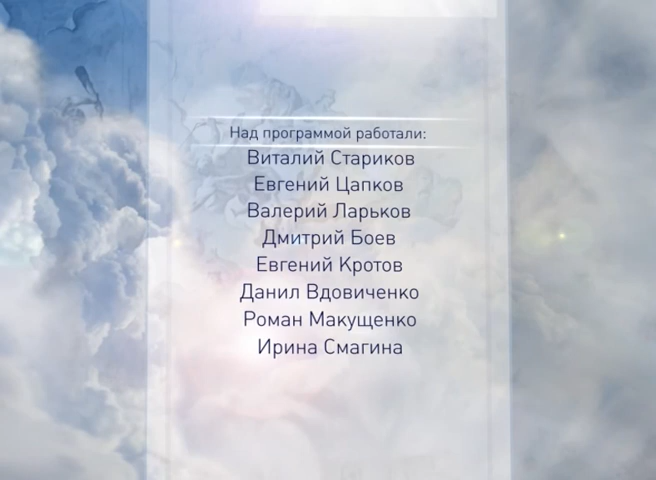 Над программой работали:
Виталий Стариков
Евгений Цапков
Валерий Ларьков
Дмитрий Боев
Евгений Кротов
Данил Вдовиченко
Роман Макущенко
Ирина Смагина